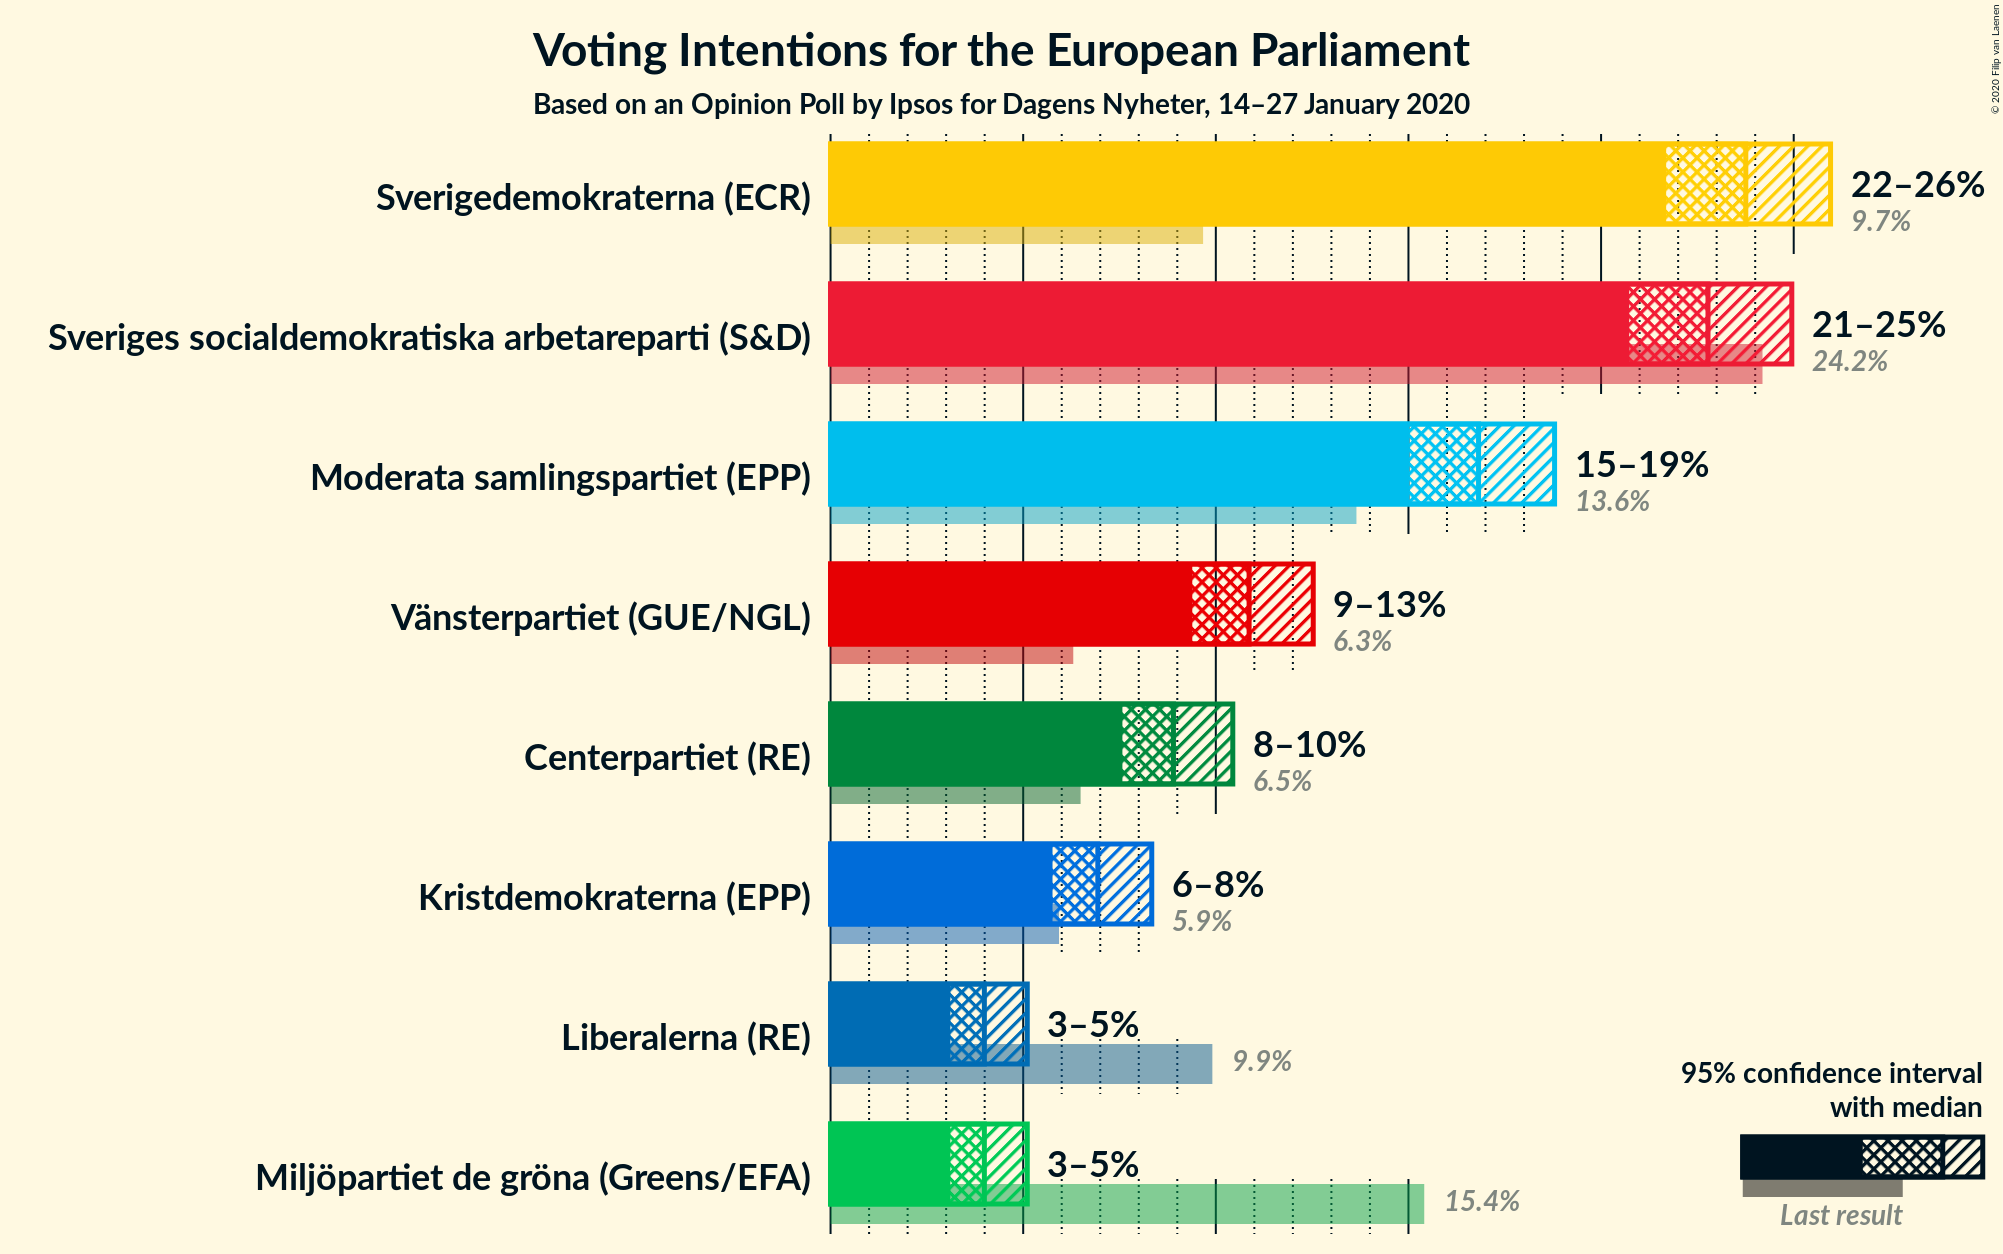 Voting Intentions for the European Parliament
Based on an Opinion Poll by Ipsos for Dagens Nyheter, 14–27 January 2020
© 2020 Filip van Laenen
Sverigedemokraterna (ECR)
22–26%
9.7%
Sveriges socialdemokratiska arbetareparti (S&D)
21–25%
24.2%
Moderata samlingspartiet (EPP)
15–19%
13.6%
Vänsterpartiet (GUE/NGL)
9–13%
6.3%
Centerpartiet (RE)
8–10%
6.5%
Kristdemokraterna (EPP)
6–8%
5.9%
Liberalerna (RE)
3–5%
9.9%
Miljöpartiet de gröna (Greens/EFA)
3–5%
15.4%
95% confidence interval
with median
Last result